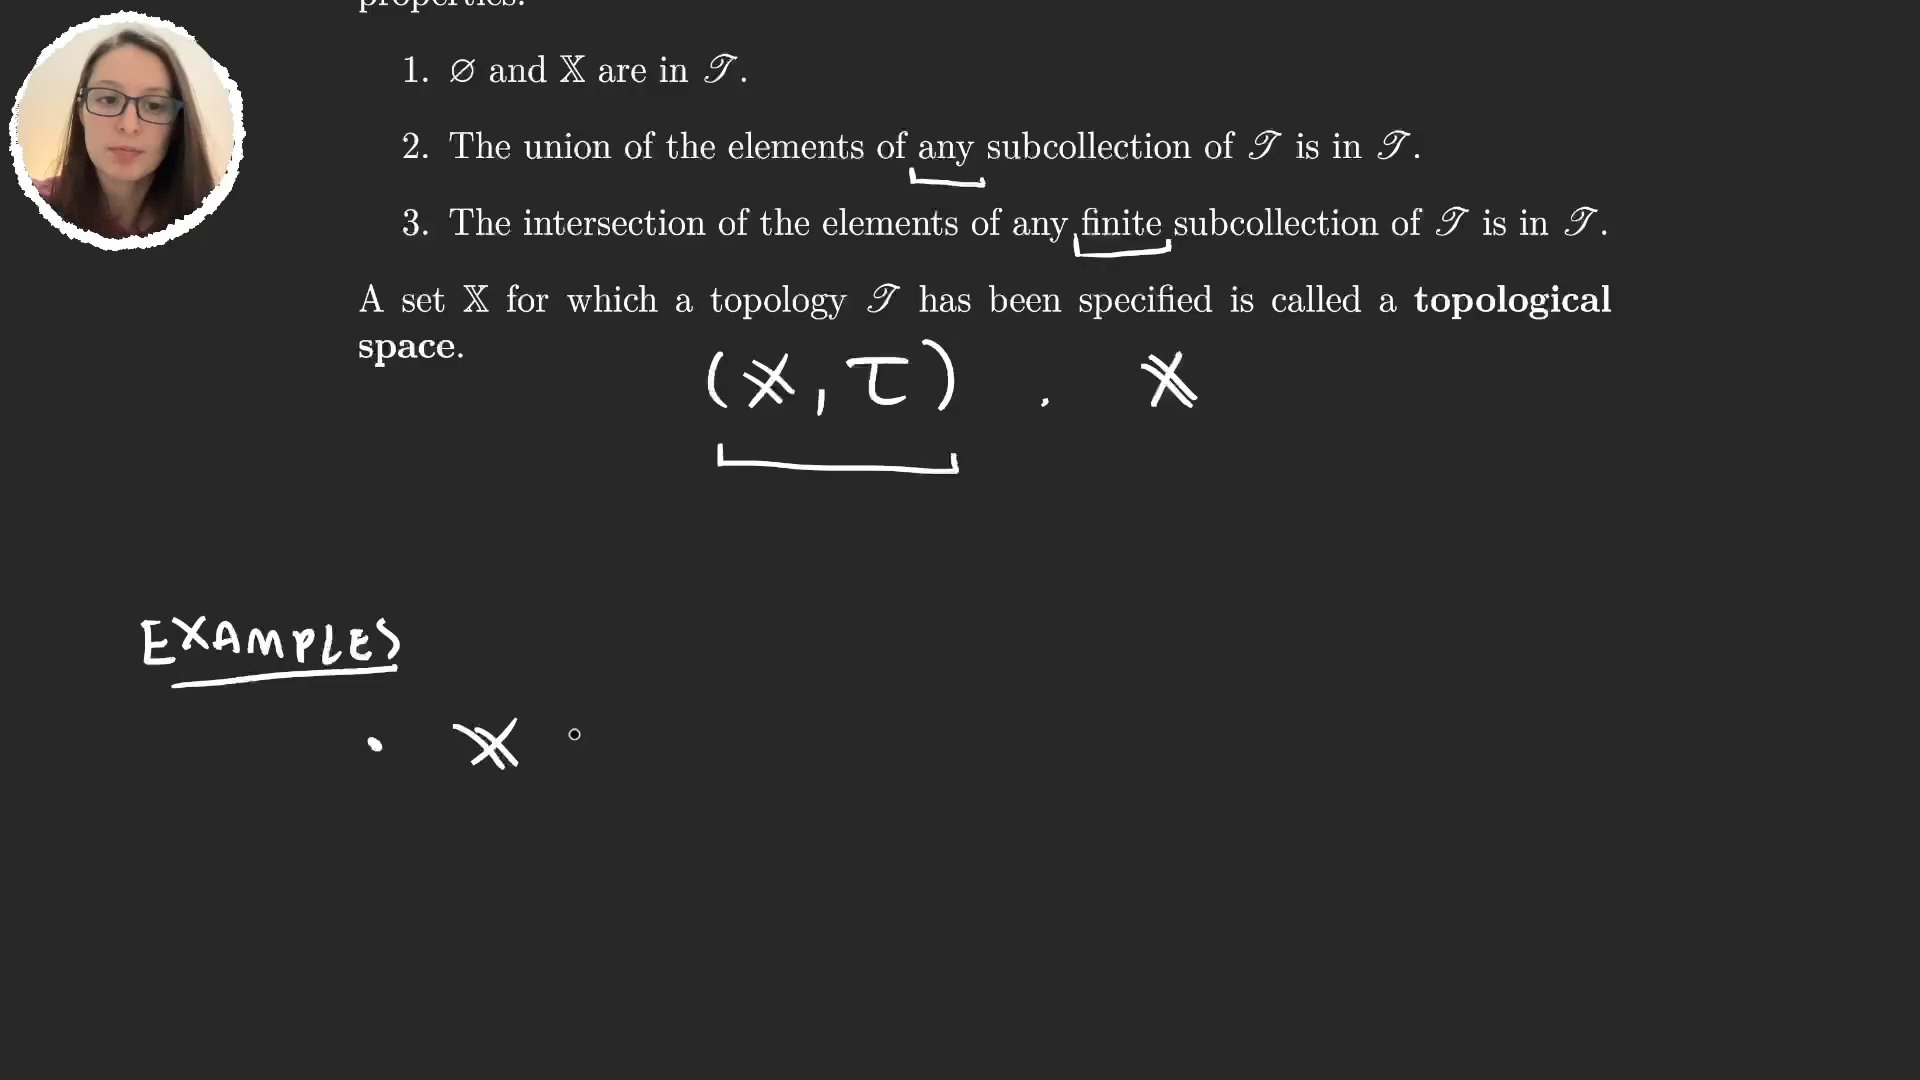 properties.
1. ∅ and 𝕏 are in 𝒯.
2. The union of the elements of any subcollection of 𝒯 is in 𝒯.
3. The intersection of the elements of any finite subcollection of 𝒯 is in 𝒯.
A set 𝕏 for which a topology 𝒯 has been specified is called a topological
space.
(𝕏, τ) . 𝕏
EXAMPLES
• 𝕏